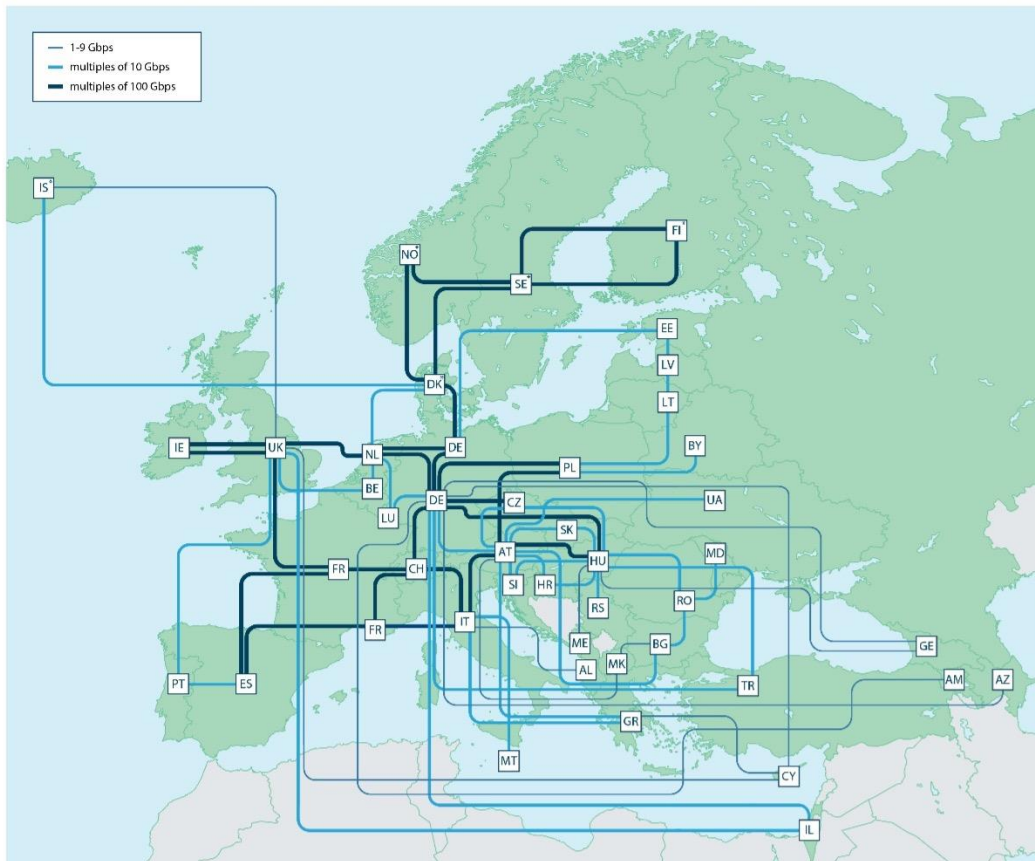 1-9 Gbps
multiples of 10 Gbps
multiples of 100 Gbps
IS*
FI*
NO*
SE*
EE
LV
DK*
LT
IE
UK
NL
DE
BY
PL
BE
DE
CZ
UA
LU
SK
AT
MD
HU
FR
CH
SI
HR
RS
RO
FR
IT
ME
BG
GE
MK
AL
PT
ES
TR
AM
AZ
GR
MT
CY
IL